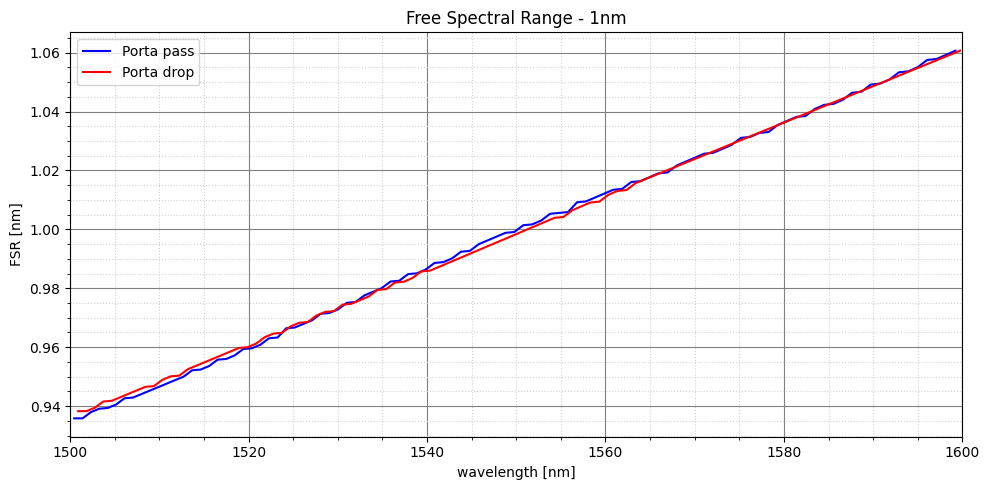 Free Spectral Range - 1nm
Porta pass
Porta drop
1.06
1.04
1.02
1.00
0.98
0.96
0.94
FSR [nm]
1500 1520 1540 1560 1580 1600
wavelength [nm]